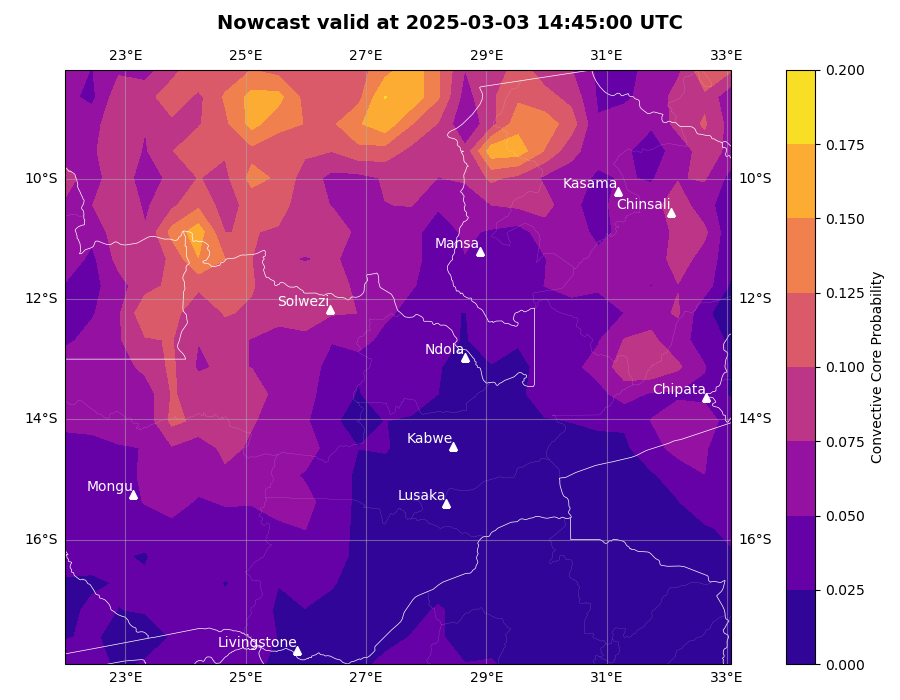 Nowcast valid at 2025-03-03 14:45:00 UTC
23°E 25°E 27°E 29°E 31°E 33°E
0.200
0.175
0.150
0.125
0.100
0.075
0.050
0.025
0.000
Convective Core Probability
10°S 10°S
12°S 12°S
14°S 14°S
16°S 16°S
Kasama
Chinsali
Mansa
Solwezi
Ndola
Chipata
Kabwe
Mongu
Lusaka
Livingstone
23°E 25°E 27°E 29°E 31°E 33°E